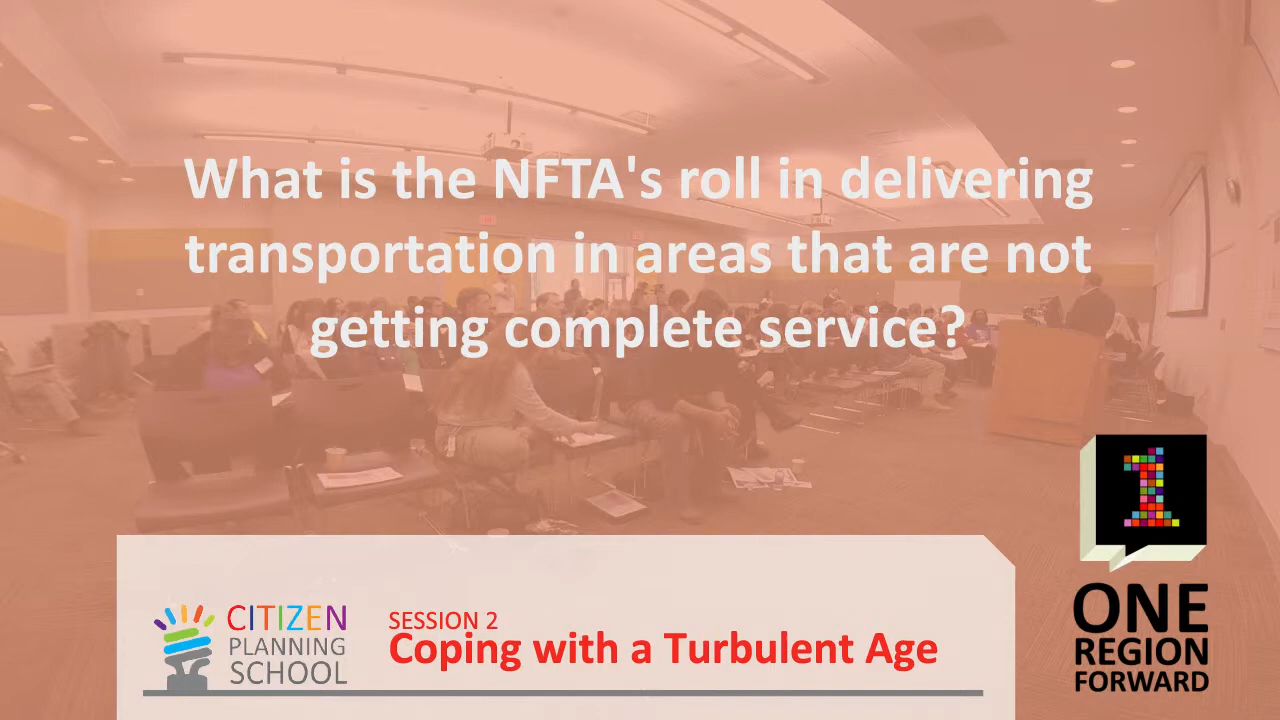 What is the NFTA's roll in delivering
transportation in areas that are not
getting complete service?
CITIZEN
PLANNING
SCHOOL
SESSION 2
Coping with a Turbulent Age
1
ONE
REGION
FORWARD